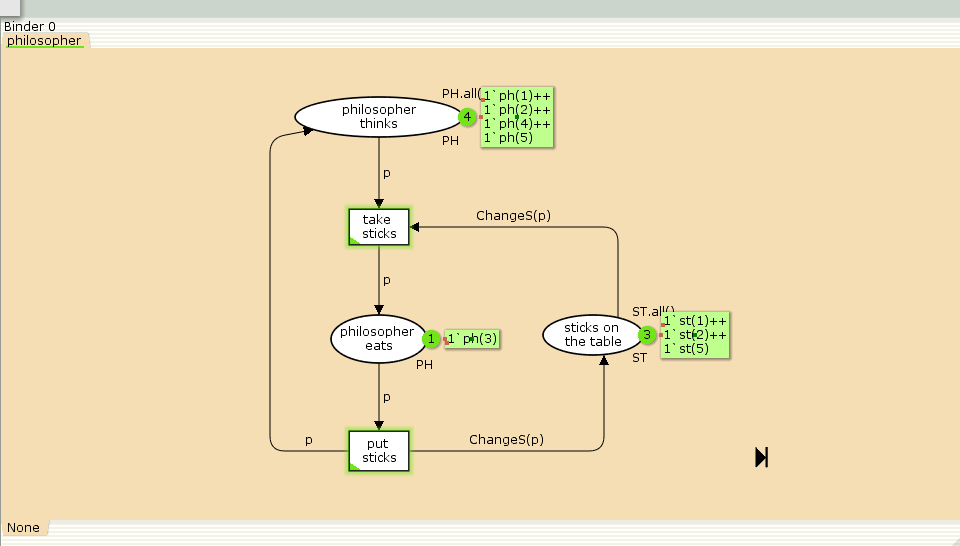 Binder 0
philosopher
PH.all()
philosopher
thinks
4
1`ph(1)++
1`ph(2)++
1`ph(4)++
1`ph(5)
PH
p
take
sticks
ChangeS(p)
p
ST.all()
philosopher
eats
1
1`ph(3)
sticks on
the table
3
1`st(1)++
1`st(2)++
1`st(5)
PH
ST
p
p
put
sticks
ChangeS(p)
None